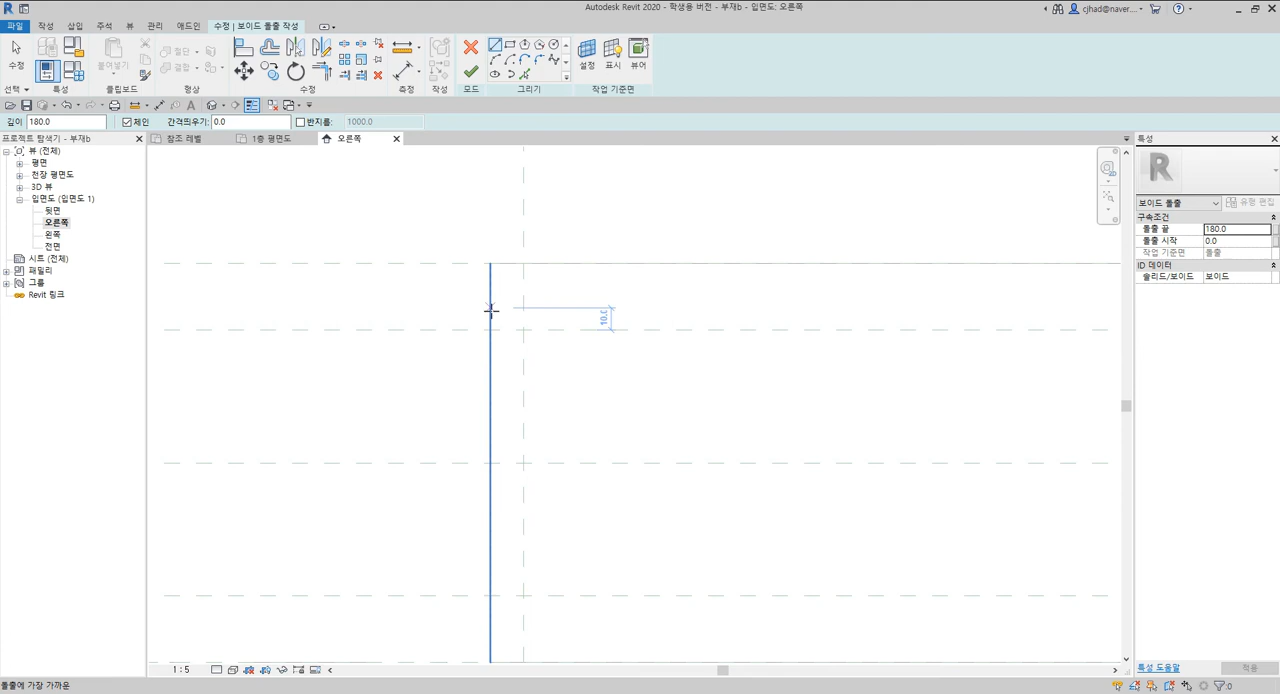 Autodesk Revit 2020 - 학생용 버전 - 부재b - 입면도: 오른쪽
cjhad@naver....
파일 작성 삽입 주석 뷰 관리 애드인 수정 | 보이드 돌출 작성
수정 붙여넣기 절단 결합 설정 표시 뷰어
선택 특성 클립보드 형상 수정 측정 작성 모드 그리기 작업 기준면
깊이 180.0 체인 간격띄우기: 0.0 반지름: 1000.0
프로젝트 탐색기 - 부재b
참조 레벨 1층 평면도 오른쪽
뷰 (전체)
평면
천장 평면도
3D 뷰
입면도 (입면도 1)
뒷면
오른쪽
왼쪽
전면
시트 (전체)
패밀리
그룹
Revit 링크
10.0
특성
R
보이드 돌출 유형 편집
구속조건
돌출 끝 180.0
돌출 시작 0.0
작업 기준면 돌출
ID 데이터
솔리드/보이드 보이드
특성 도움말 적용
1 : 5
돌출에 가장 가까운
:0